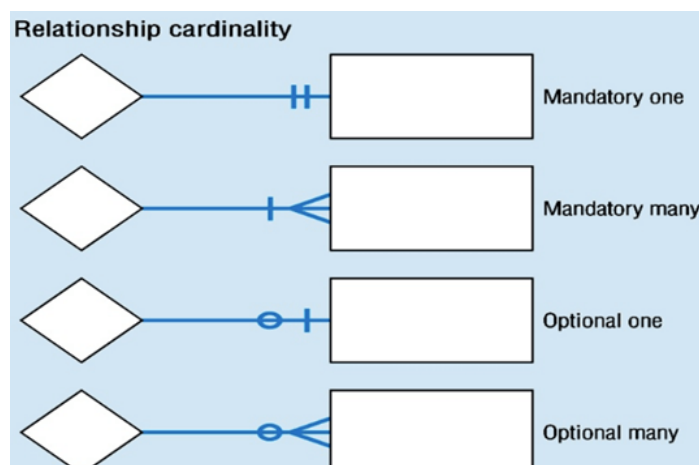 Relationship cardinality
Mandatory one
Mandatory many
Optional one
Optional many